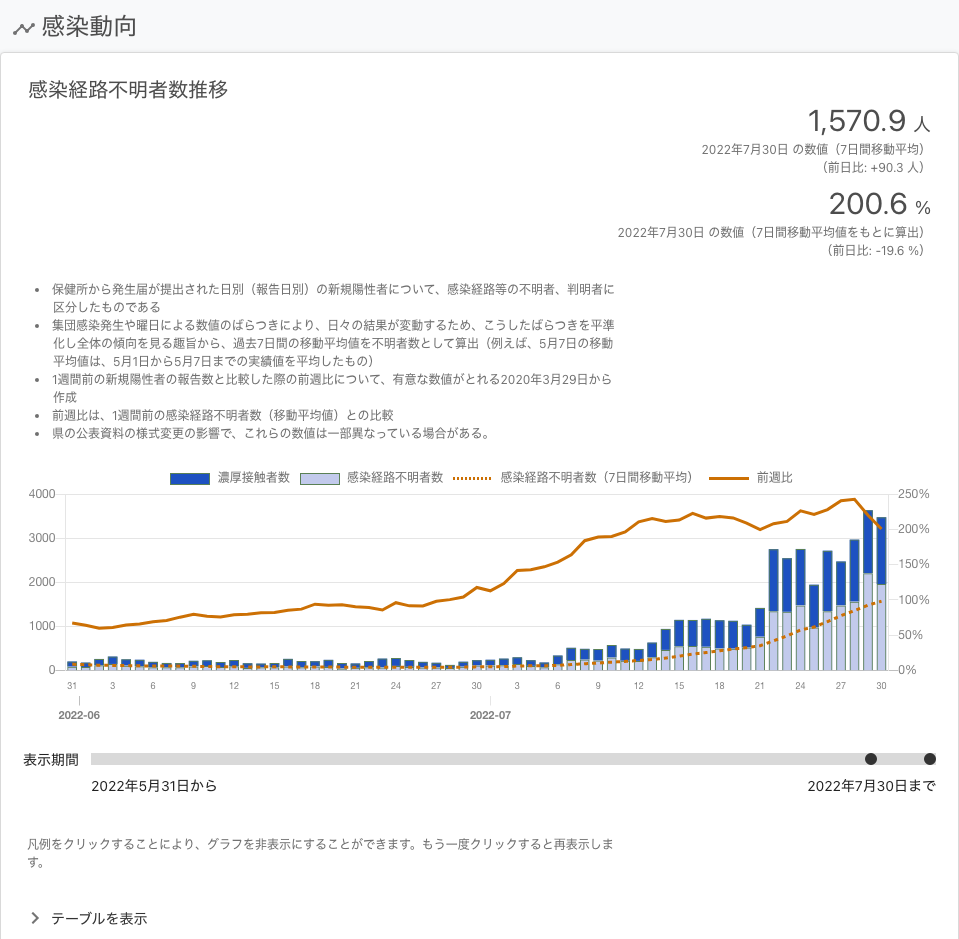 感染動向
感染経路不明者数推移
1,570.9 人
2022年7月30日 の数値（7日間移動平均）
（前日比: +90.3 人）
200.6 %
2022年7月30日 の数値（7日間移動平均値をもとに算出）
（前日比: -19.6 %）
• 保健所から発生届が提出された日別（報告日別）の新規陽性者について、感染経路等の不明者、判明者に
区分したものである
• 集団感染発生や曜日による数値のばらつきにより、日々の結果が変動するため、こうしたばらつきを平準
化し全体の傾向を見る趣旨から、過去7日間の移動平均値を不明者数として算出（例えば、5月7日の移動
平均値は、5月1日から5月7日までの実績値を平均したもの）
• 1週間前の新規陽性者の報告数と比較した際の前週比について、有意な数値がとれる2020年3月29日から
作成
• 前週比は、1週間前の感染経路不明者数（移動平均値）との比較
• 県の公表資料の様式変更の影響で、これらの数値は一部異なっている場合がある。
濃厚接触者数 感染経路不明者数 感染経路不明者数（7日間移動平均） 前週比
4000 250%
200%
3000
150%
2000
100%
1000
50%
0 0%
31 3 6 9 12 15 18 21 24 27 30 3 6 9 12 15 18 21 24 27 30
2022-06 2022-07
表示期間
2022年5月31日から 2022年7月30日まで
凡例をクリックすることにより、グラフを非表示にすることができます。もう一度クリックすると再表示しま
す。
テーブルを表示